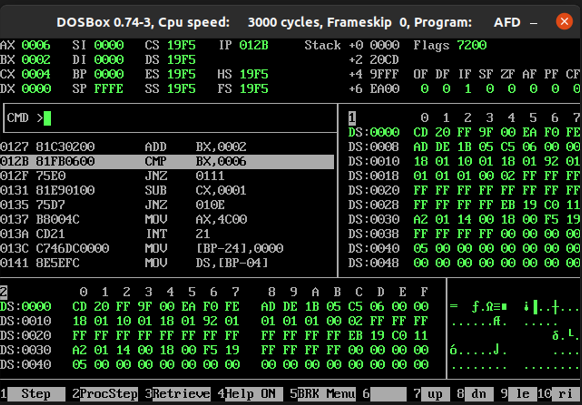 DOSBox 0.74-3, Cpu speed: 3000 cycles, Frameskip 0, Program: AFD
AX 0006 SI 0000 CS 19F5 IP 012B Stack +0 0000 Flags 7200
BX 0002 DI 0000 DS 19F5 +2 20CD
CX 0004 BP 0000 ES 19F5 HS 19F5 +4 9FFF OF DF IF SF ZF AF PF CF
DX 0000 SP FFFE SS 19F5 FS 19F5 +6 EA00 0 0 1 0 0 0 0 0
CMD >
1 0 1 2 3 4 5 6 7
DS:0000 CD 20 FF 9F 00 EA F0 FE
DS:0008 AD DE 1B 05 C5 06 00 00
DS:0010 18 01 10 01 18 01 92 01
DS:0018 01 01 01 00 02 FF FF FF
DS:0020 FF FF FF FF FF FF FF FF
DS:0028 FF FF FF FF EB 19 C0 11
DS:0030 A2 01 14 00 18 00 F5 19
DS:0038 FF FF FF FF 00 00 00 00
DS:0040 05 00 00 00 00 00 00 00
DS:0048 00 00 00 00 00 00 00 00
0127 81C30200 ADD BX,0002
012B 81FB0600 CMP BX,0006
012F 75E0 JNZ 0111
0131 81E90100 SUB CX,0001
0135 75D7 JNZ 010E
0137 B8004C MOV AX,4C00
013A CD21 INT 21
013C C746DC0000 MOV [BP-24],0000
0141 8E5EFC MOV DS,[BP-04]
2 0 1 2 3 4 5 6 7 8 9 A B C D E F
DS:0000 CD 20 FF 9F 00 EA F0 FE AD DE 1B 05 C5 06 00 00
DS:0010 18 01 10 01 18 01 92 01 01 01 01 00 02 FF FF FF
DS:0020 FF FF FF FF FF FF FF FF FF FF FF FF EB 19 C0 11
DS:0030 A2 01 14 00 18 00 F5 19 FF FF FF FF 00 00 00 00
DS:0040 05 00 00 00 00 00 00 00 00 00 00 00 00 00 00 00
1 Step 2 ProcStep 3 Retrieve 4 Help ON 5 BRK Menu 6 7 up 8 dn 9 le 10 ri